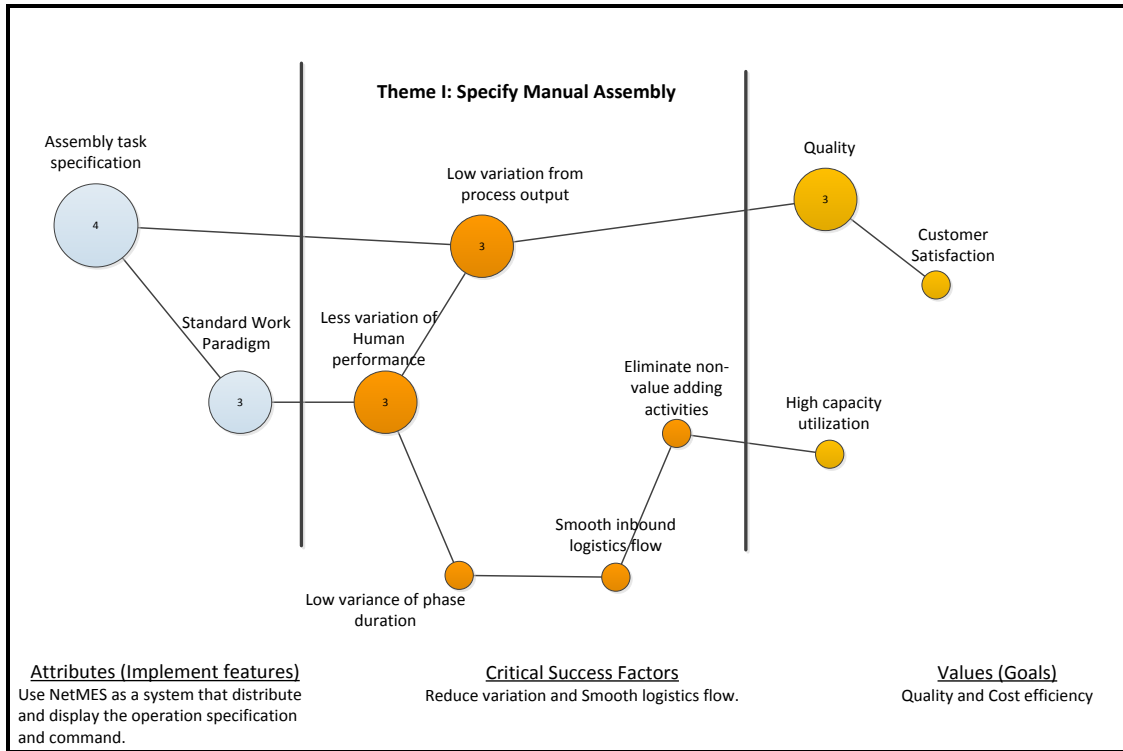 Theme I: Specify Manual Assembly
Assembly task
specification
4
Low variation from
process output
3
Quality
3
Customer
Satisfaction
Standard Work
Paradigm
3
Less variation of
Human
performance
3
Eliminate non-
value adding
activities
High capacity
utilization
Smooth inbound
logistics flow
Low variance of phase
duration
Attributes (Implement features)
Use NetMES as a system that distribute
and display the operation specification
and command.
Critical Success Factors
Reduce variation and Smooth logistics flow.
Values (Goals)
Quality and Cost efficiency